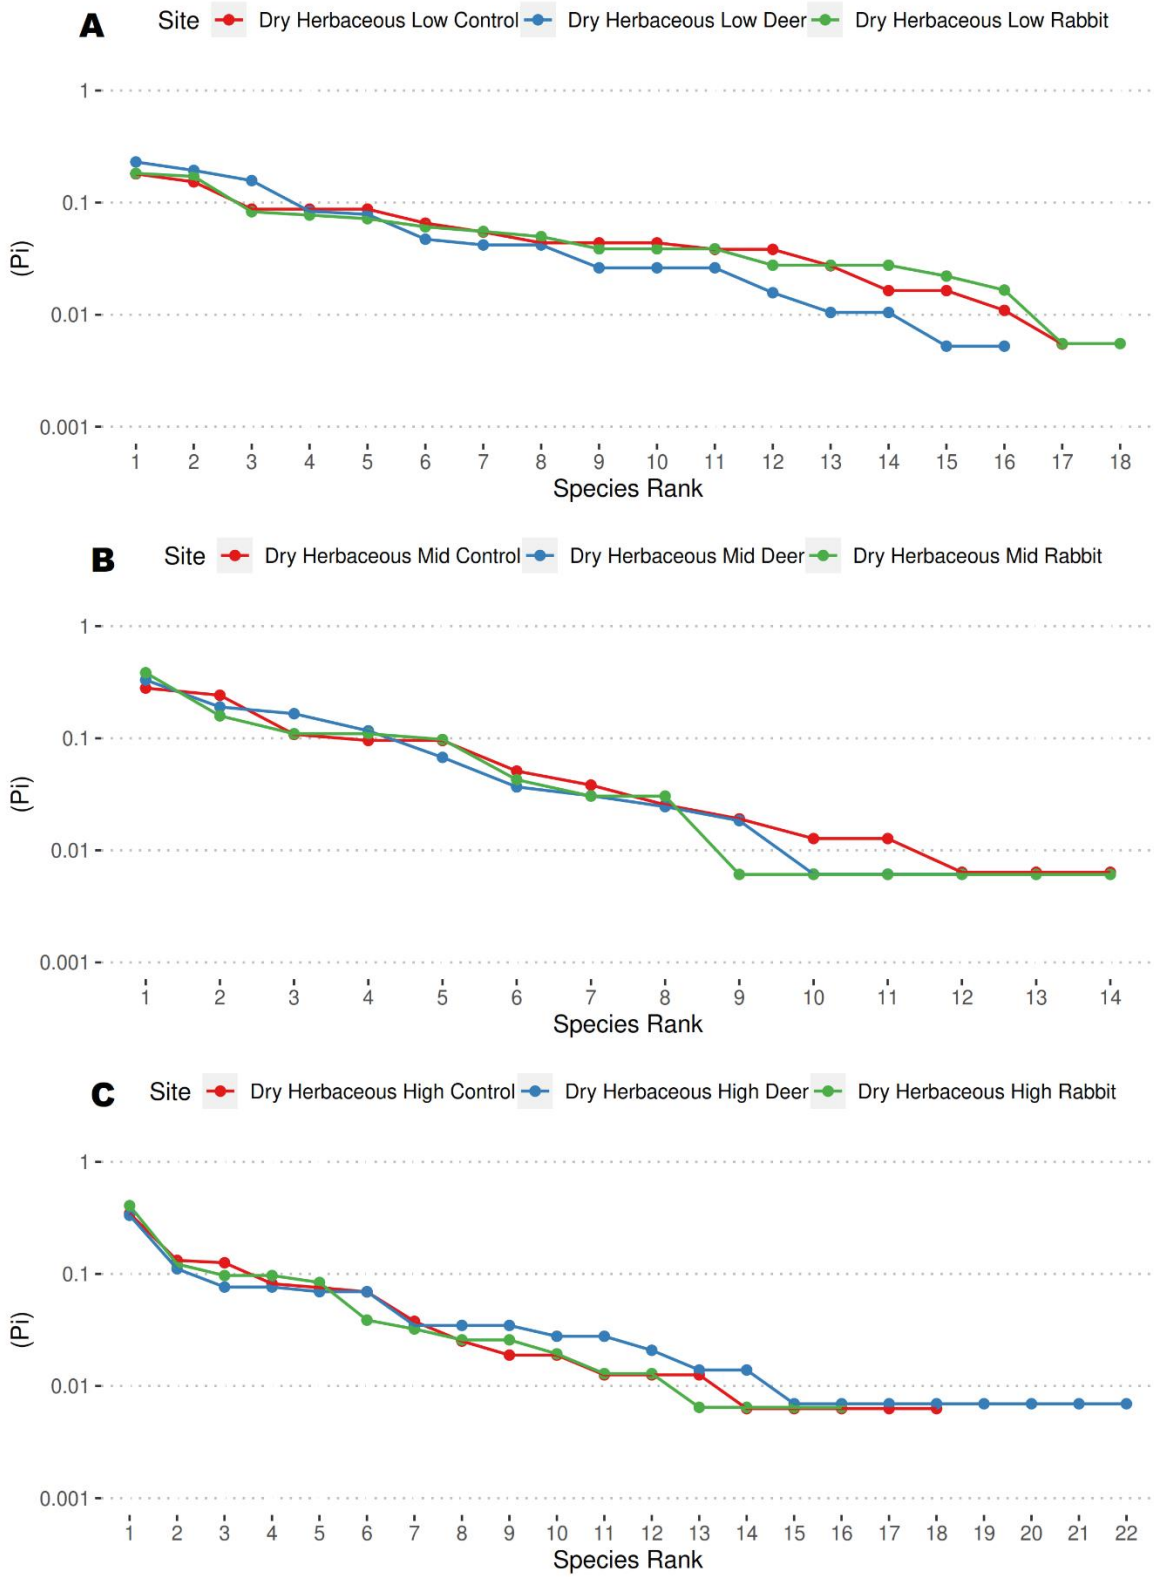 A Site Dry Herbaceous Low Control Dry Herbaceous Low Deer Dry Herbaceous Low Rabbit
1
0.1
(Pi)
0.01
0.001
1 2 3 4 5 6 7 8 9 10 11 12 13 14 15 16 17 18
Species Rank
B Site Dry Herbaceous Mid Control Dry Herbaceous Mid Deer Dry Herbaceous Mid Rabbit
1
0.1
(Pi)
0.01
0.001
1 2 3 4 5 6 7 8 9 10 11 12 13 14
Species Rank
C Site Dry Herbaceous High Control Dry Herbaceous High Deer Dry Herbaceous High Rabbit
1
0.1
(Pi)
0.01
0.001
1 2 3 4 5 6 7 8 9 10 11 12 13 14 15 16 17 18 19 20 21 22
Species Rank